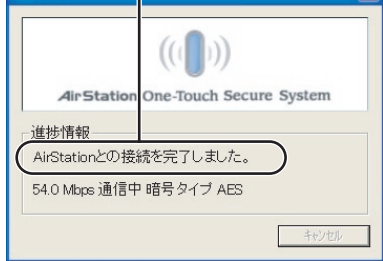 AirStation One-Touch Secure System
進捗情報
AirStationとの接続を完了しました。
54.0 Mbps 通信中 暗号タイプ AES
キャンセル